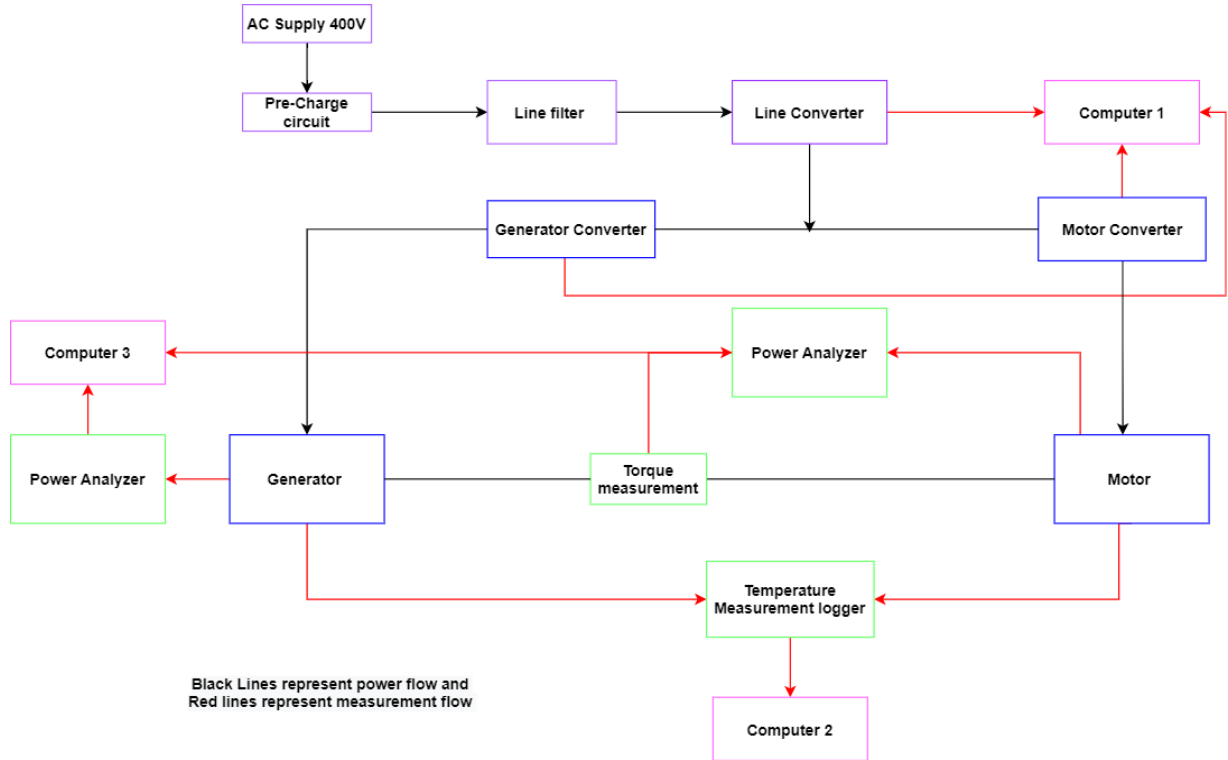 AC Supply 400V
Pre-Charge
circuit
Line filter
Line Converter
Computer 1
Generator Converter
Motor Converter
Computer 3
Power Analyzer
Power Analyzer
Generator
Torque
measurement
Motor
Temperature
Measurement logger
Black Lines represent power flow and
Red lines represent measurement flow
Computer 2